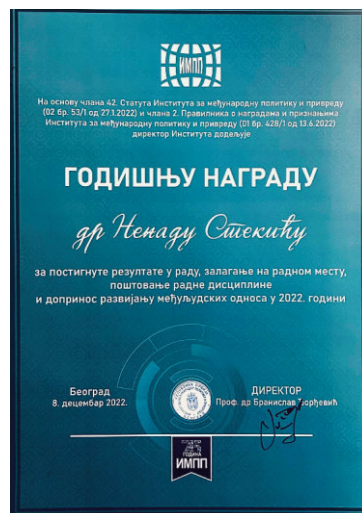 ИМПП
На основу члана 42. Статута Института за међународну политику и привреду
(02 бр. 53/1 од 27.1.2022) и члана 2. Правилника о наградама и признањима
Института за међународну политику и привреду (01 бр. 428/1 од 13.6.2022)
директор Института додељује
ГОДИШЊУ НАГРАДУ
др Ненаду Стекићу
за постигнуте резултате у раду, залагање на радном месту,
поштовање радне дисциплине
и допринос развијању међуљудских односа у 2022. години
Београд
8. децембар 2022.
ДИРЕКТОР
Проф. др Бранислав Ђорђевић
ГОДИНА
ИМПП